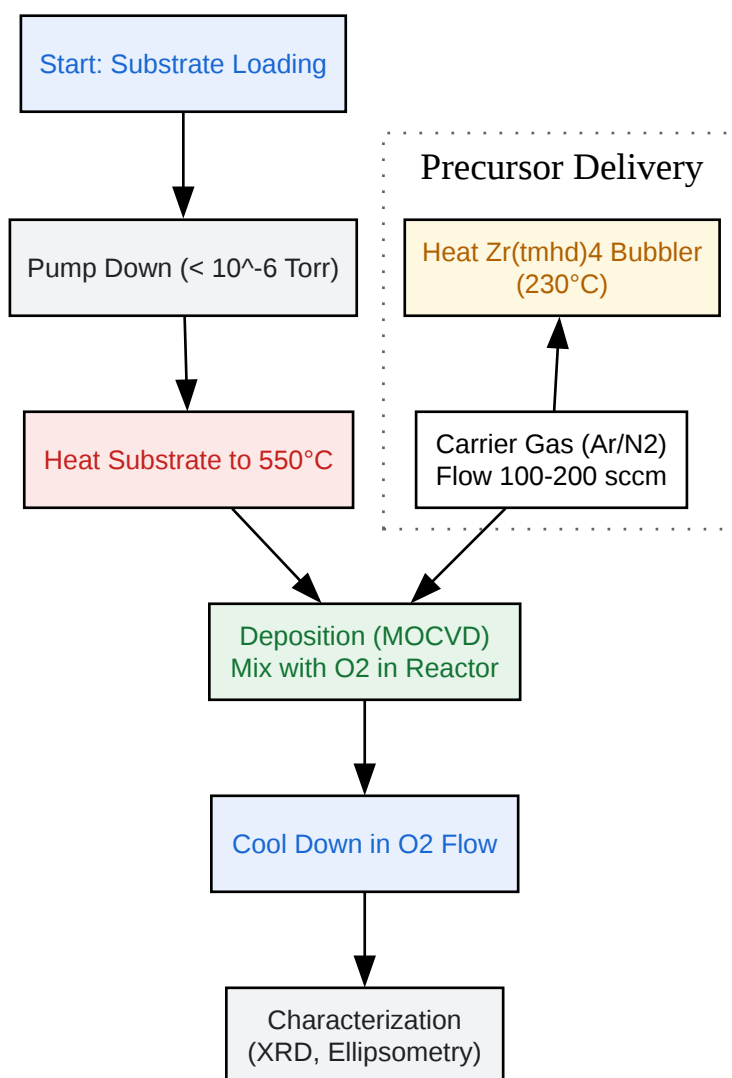 Start: Substrate Loading
Precursor Delivery
Pump Down (< 10^-6 Torr)
Heat Zr(tmhd)4 Bubbler
(230°C)
Heat Substrate to 550°C
Carrier Gas (Ar/N2)
Flow 100-200 sccm
Deposition (MOCVD)
Mix with O2 in Reactor
Cool Down in O2 Flow
Characterization
(XRD, Ellipsometry)